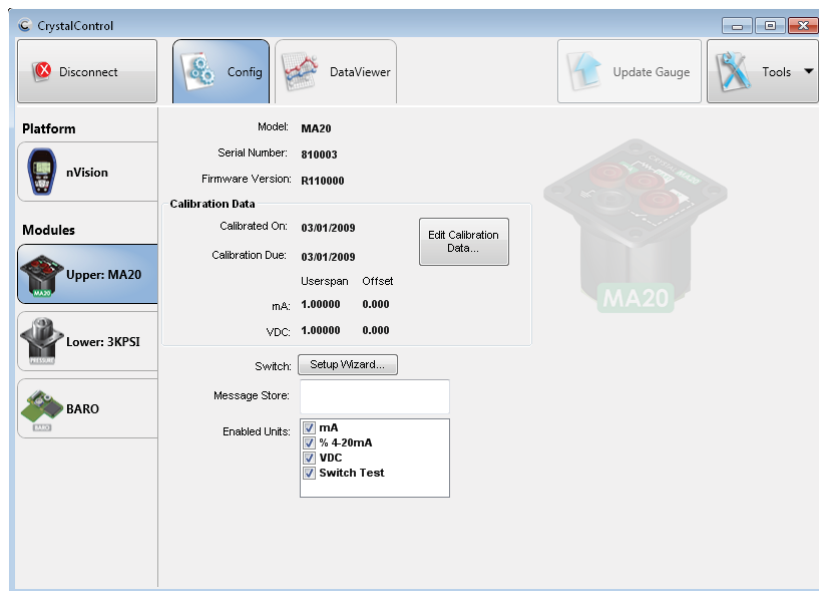 CrystalControl
Disconnect
Config
DataViewer
Update Gauge
Tools
Platform
nVision
Modules
Upper: MA20
MA20
Lower: 3KPSI
PRESSURE
BARO
BARO
Model: MA20
Serial Number: 810003
Firmware Version: R110000
Calibration Data
Calibrated On: 03/01/2009
Calibration Due: 03/01/2009
Edit Calibration
Data...
Userspan Offset
mA: 1.00000 0.000
VDC: 1.00000 0.000
Switch: Setup Wizard...
Message Store:
Enabled Units:
mA
% 4-20mA
VDC
Switch Test
MA20